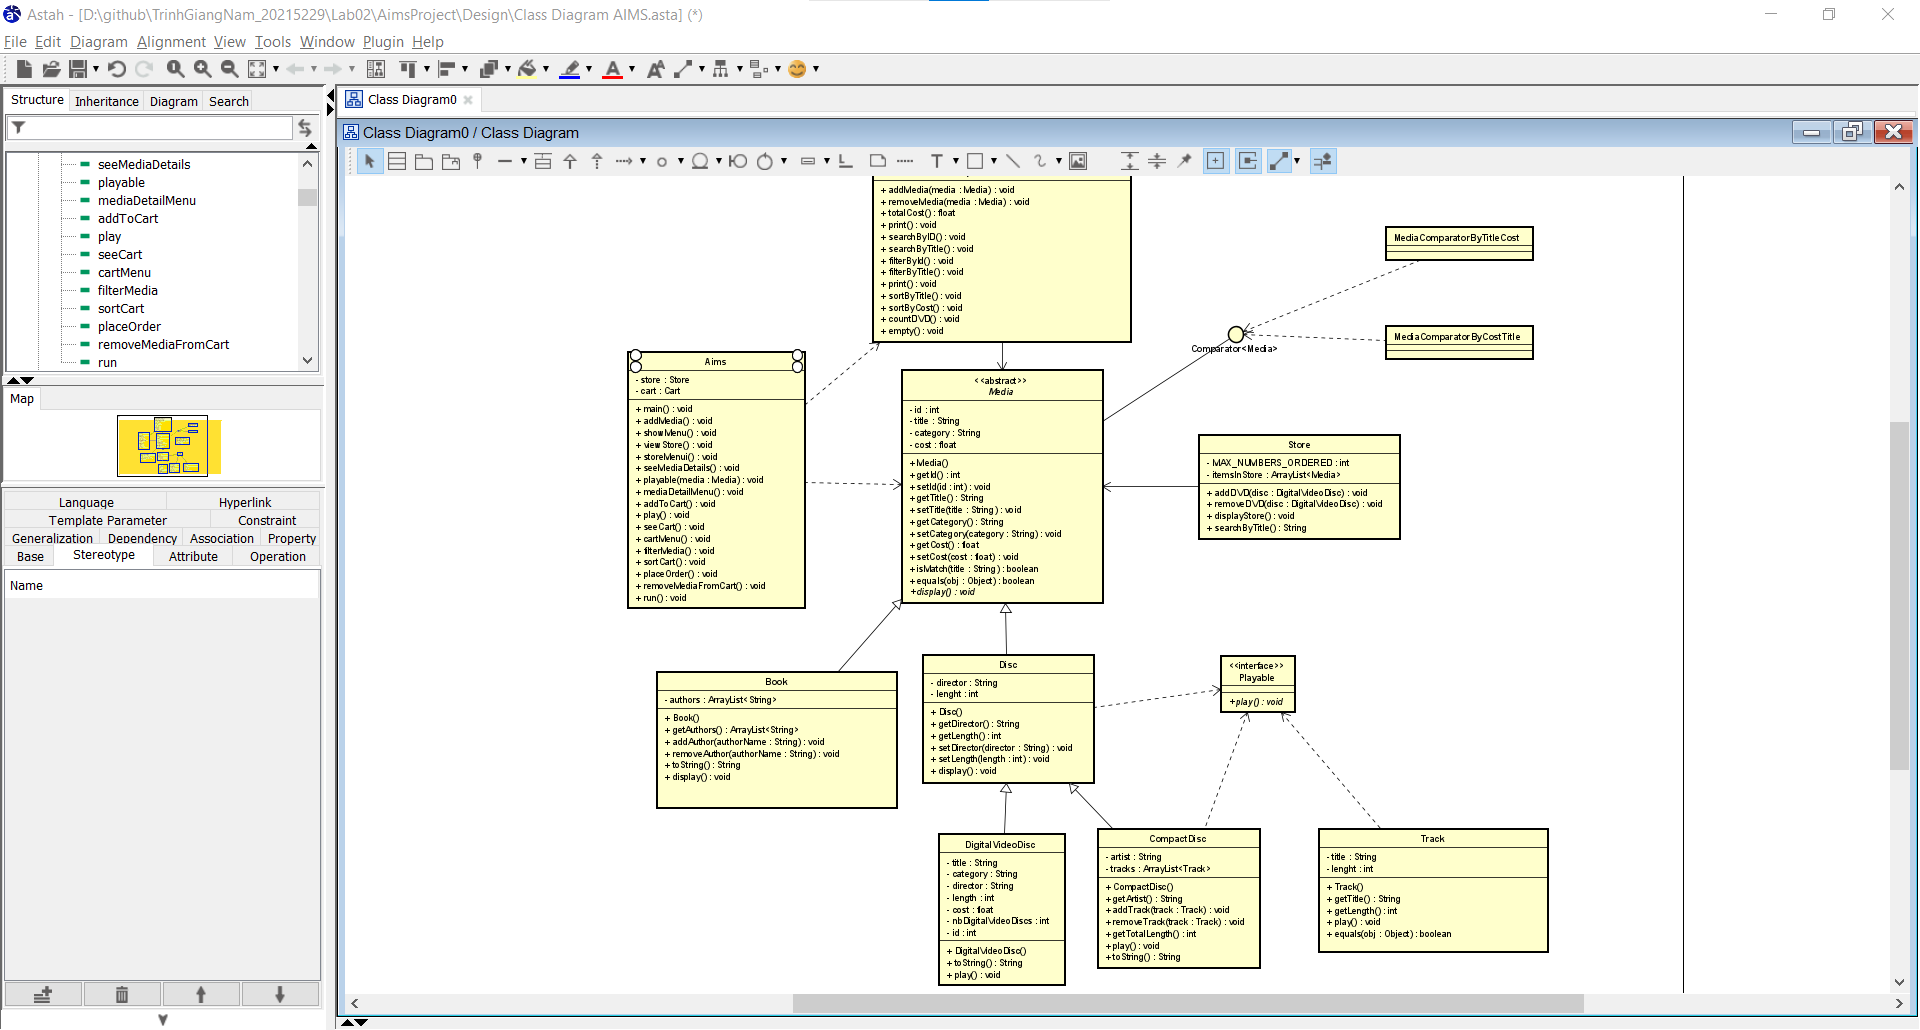 Astah - [D:\github\TrinhGiangNam_20215229\Lab02\AimsProject\Design\Class Diagram AIMS.asta] (*)
File Edit Diagram Alignment View Tools Window Plugin Help
Structure Inheritance Diagram Search
seeMediaDetails
playable
mediaDetailMenu
addToCart
play
seeCart
cartMenu
filterMedia
sortCart
placeOrder
removeMediaFromCart
run
Map
Language Hyperlink
Template Parameter Constraint
Generalization Dependency Association Property
Base Stereotype Attribute Operation
Name
Class Diagram0
Class Diagram0 / Class Diagram
+ addMedia(media : Media) : void
+ removeMedia(media : Media) : void
+ totalCost() : float
+ print() : void
+ searchByID() : void
+ searchByTitle() : void
+ filterById() : void
+ filterByTitle() : void
+ print() : void
+ sortByTitle() : void
+ sortByCost() : void
+ countDVD() : void
+ empty() : void
MediaComparatorByTitleCost
MediaComparatorByCostTitle
Comparator<Media>
Aims
- store : Store
- cart : Cart
+ main() : void
+ addMedia() : void
+ showMenu() : void
+ viewStore() : void
+ storeMenui() : void
+ seeMediaDetails() : void
+ playable(media : Media) : void
+ mediaDetailMenu() : void
+ addToCart() : void
+ play() : void
+ seeCart() : void
+ cartMenu() : void
+ filterMedia() : void
+ sortCart() : void
+ placeOrder() : void
+ removeMediaFromCart() : void
+ run() : void
<<abstract>>
Media
- id : int
- title : String
- category : String
- cost : float
+ Media()
+ getId() : int
+ setId(id : int) : void
+ getTitle() : String
+ setTitle(title : String) : void
+ getCategory() : String
+ setCategory(category : String) : void
+ getCost() : float
+ setCost(cost : float) : void
+ isMatch(title : String) : boolean
+ equals(obj : Object) : boolean
+ display() : void
Store
- MAX_NUMBERS_ORDERED : int
- itemsInStore : ArrayList<Media>
+ addDVD(disc : DigitalVideoDisc) : void
+ removeDVD(disc : DigitalVideoDisc) : void
+ displayStore() : void
+ searchByTitle() : String
Book
- authors : ArrayList<String>
+ Book()
+ getAuthors() : ArrayList<String>
+ addAuthor(authorName : String) : void
+ removeAuthor(authorName : String) : void
+ toString() : String
+ display() : void
Disc
- director : String
- lenght : int
+ Disc()
+ getDirector() : String
+ getLength() : int
+ setDirector(director : String) : void
+ setLength(length : int) : void
+ display() : void
<<interface>>
Playable
+ play() : void
DigitalVideoDisc
- title : String
- category : String
- director : String
- length : int
- cost : float
- nbDigitalVideoDiscs : int
- id : int
+ DigitalVideoDisc()
+ toString() : String
+ play() : void
CompactDisc
- artist : String
- tracks : ArrayList<Track>
+ CompactDisc()
+ getArtist() : String
+ addTrack(track : Track) : void
+ removeTrack(track : Track) : void
+ getTotalLength() : int
+ play() : void
+ toString() : String
Track
- title : String
- lenght : int
+ Track()
+ getTitle() : String
+ getLength() : int
+ play() : void
+ equals(obj : Object) : boolean